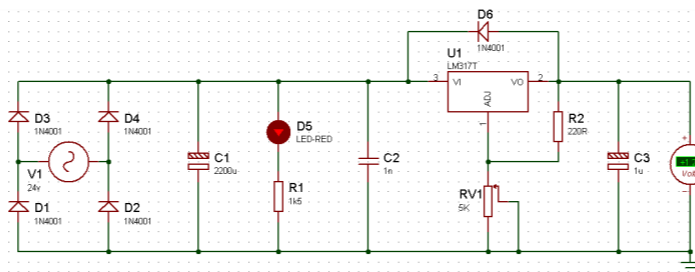 D6
1N4001
U1
LM317T
3
VI
VO
2
ADJ
1
D3
1N4001
D4
1N4001
D5
LED-RED
R2
220R
C1
2200u
C2
1n
C3
1u
V1
24v
R1
1k5
RV1
5K
D1
1N4001
D2
1N4001